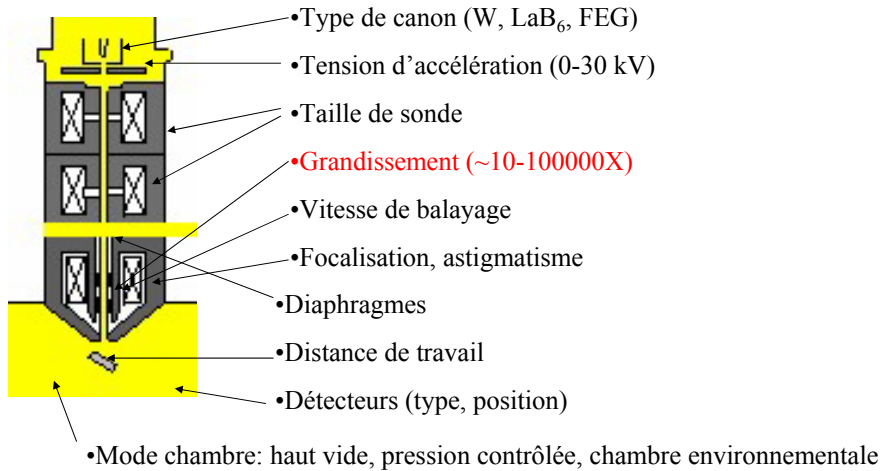 •Type de canon (W, LaB₆, FEG)
•Tension d’accélération (0-30 kV)
•Taille de sonde
•Grandissement (~10-100000X)
•Vitesse de balayage
•Focalisation, astigmatisme
•Diaphragmes
•Distance de travail
•Détecteurs (type, position)
•Mode chambre: haut vide, pression contrôlée, chambre environnementale